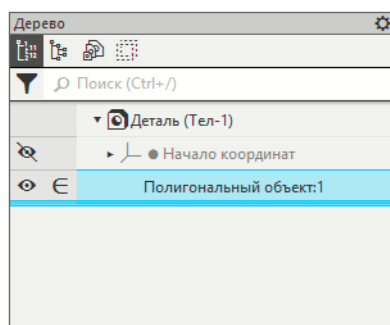 Дерево
Поиск (Ctrl+/)
Деталь (Тел-1)
Начало координат
Полигональный объект:1